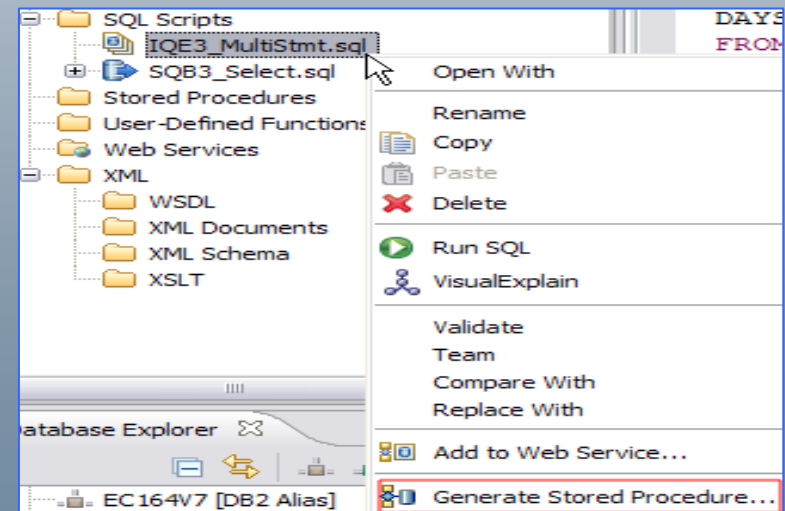 SQL Scripts
IQE3_MultiStmt.sql
SQB3_Select.sql
Stored Procedures
User-Defined Functions
Web Services
XML
WSDL
XML Documents
XML Schema
XSLT
DAYS
FROM
Open With
Rename
Copy
Paste
Delete
Run SQL
VisualExplain
Validate
Team
Compare With
Replace With
Add to Web Service...
Generate Stored Procedure...
atabase Explorer
EC164V7 [DB2 Alias]